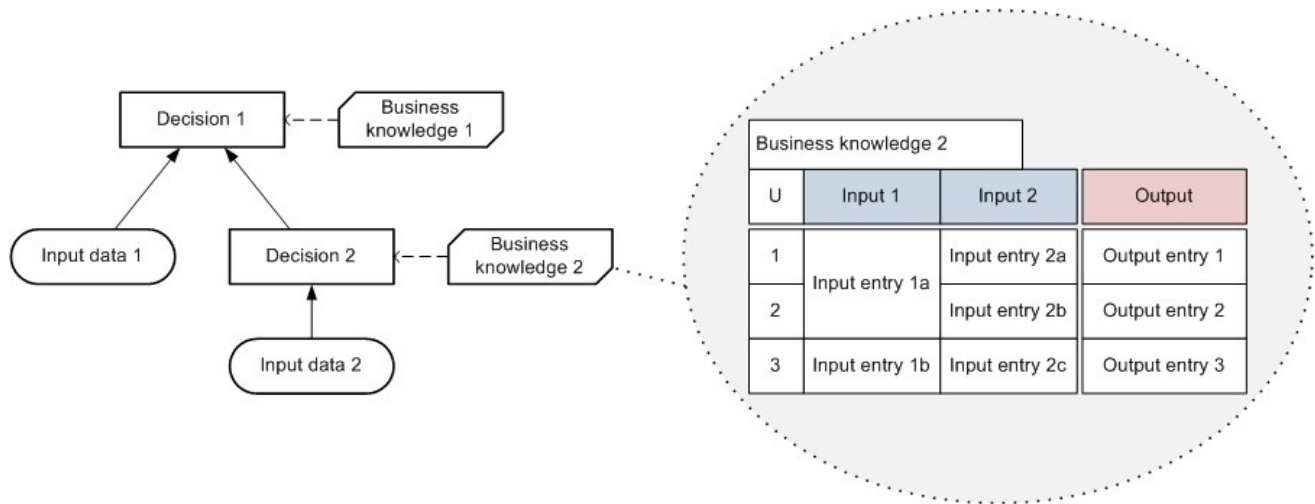 Decision 1
Business
knowledge 1
Input data 1
Decision 2
Business
knowledge 2
Input data 2
Business knowledge 2
U Input 1 Input 2 Output
1 Input entry 1a Input entry 2a Output entry 1
2 Input entry 2b Output entry 2
3 Input entry 1b Input entry 2c Output entry 3